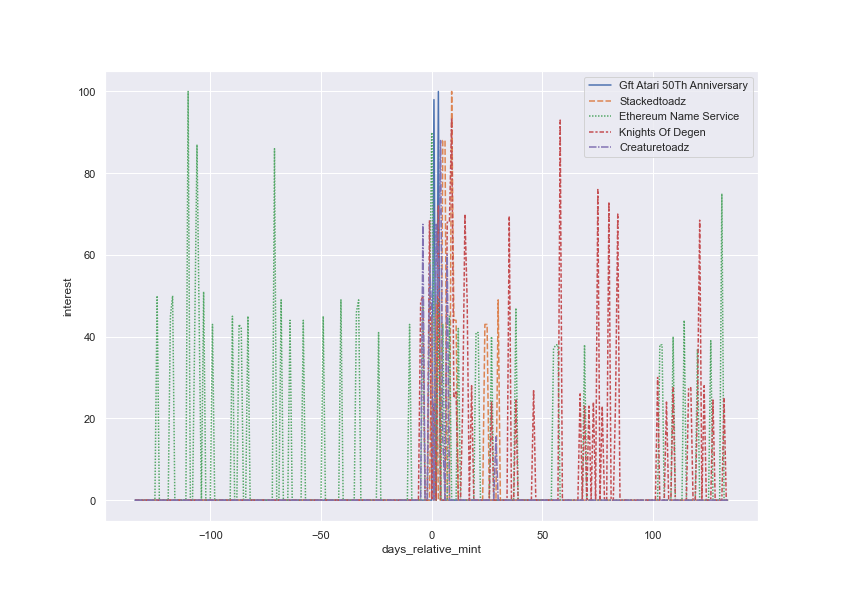 100
80
60
40
20
0
interest
−100
−50
0
50
100
days_relative_mint
Gft Atari 50Th Anniversary
Stackedtoadz
Ethereum Name Service
Knights Of Degen
Creaturetoadz